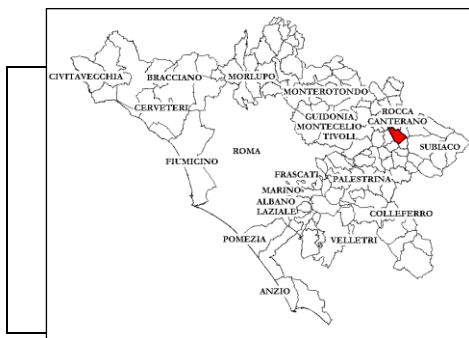 CIVITAVECCHIA
BRACCIANO
MORLUPO
MONTEROTONDO
CERVETERI
GUIDONIA
MONTECELIO
TIVOLI
ROCCA
CANTERANO
SUBIACO
ROMA
FIUMICINO
FRASCATI
PALESTRINA
MARINO
ALBANO
LAZIALE
COLLEFERRO
POMEZIA
VELLETRI
ANZIO